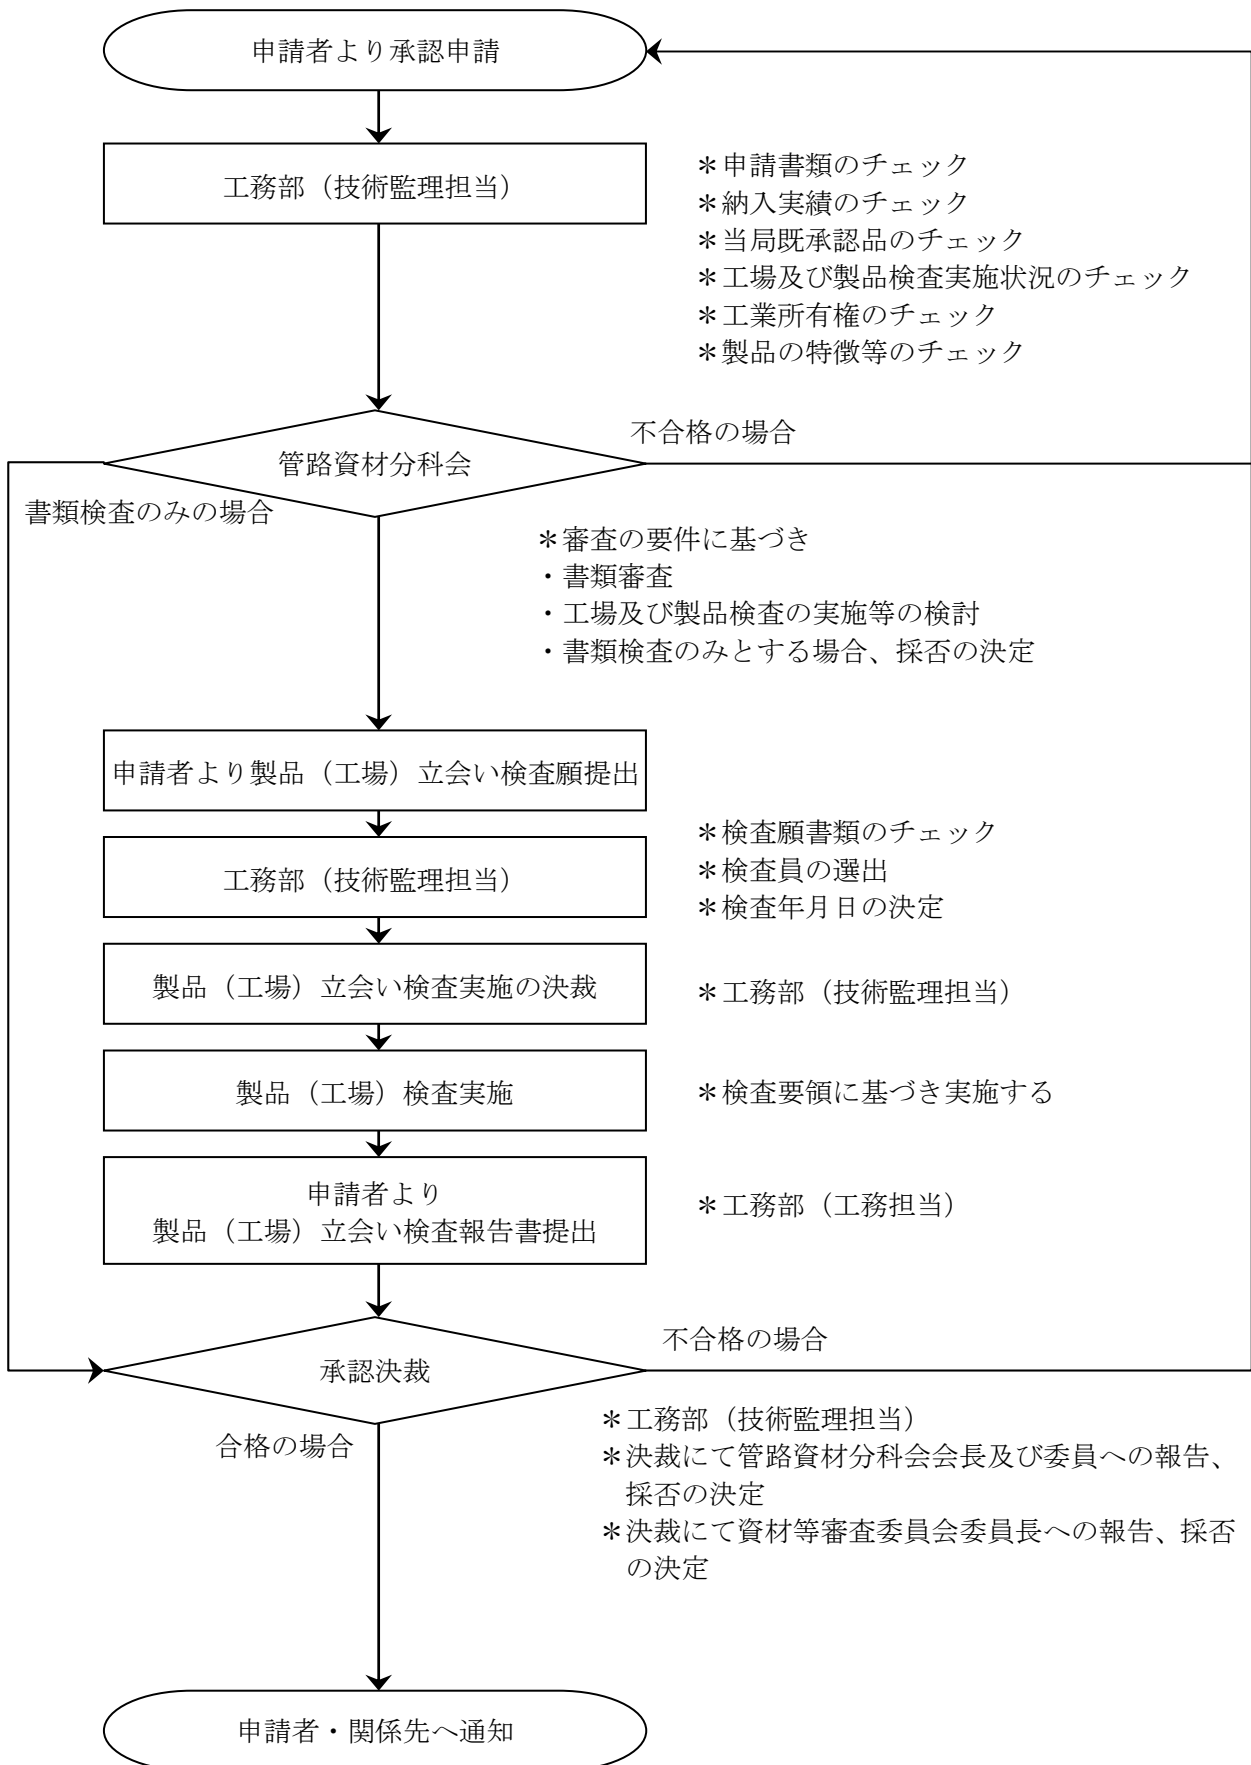 申請者より承認申請
工務部（技術監理担当）
＊申請書類のチェック
＊納入実績のチェック
＊当局既承認品のチェック
＊工場及び製品検査実施状況のチェック
＊工業所有権のチェック
＊製品の特徴等のチェック
不合格の場合
管路資材分科会
書類検査のみの場合
＊審査の要件に基づき
・書類審査
・工場及び製品検査の実施等の検討
・書類検査のみとする場合、採否の決定
申請者より製品（工場）立会い検査願提出
工務部（技術監理担当）
＊検査願書類のチェック
＊検査員の選出
＊検査年月日の決定
製品（工場）立会い検査実施の決裁
＊工務部（技術監理担当）
製品（工場）検査実施
＊検査要領に基づき実施する
申請者より
製品（工場）立会い検査報告書提出
＊工務部（工務担当）
不合格の場合
承認決裁
合格の場合
＊工務部（技術監理担当）
＊決裁にて管路資材分科会会長及び委員への報告、
採否の決定
＊決裁にて資材等審査委員会委員長への報告、採否
の決定
申請者・関係先へ通知